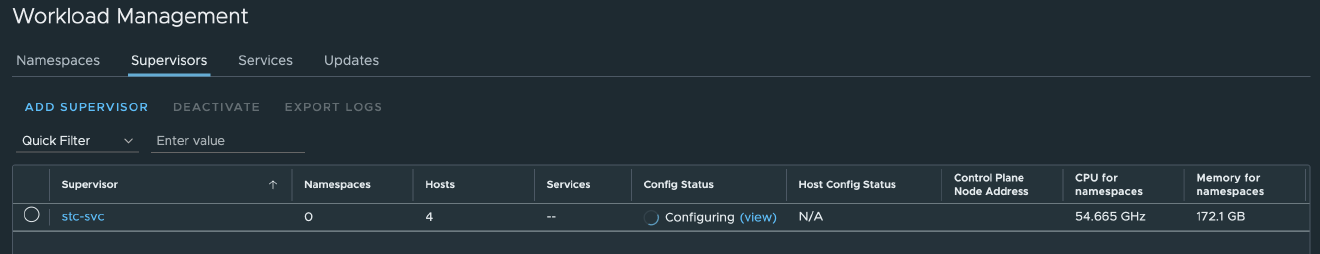 Workload Management
Namespaces Supervisors Services Updates
ADD SUPERVISOR DEACTIVATE EXPORT LOGS
Quick Filter Enter value
Supervisor Namespaces Hosts Services Config Status Host Config Status Control Plane Node Address CPU for namespaces Memory for namespaces
stc-svc 0 4 -- Configuring (view) N/A 54.665 GHz 172.1 GB